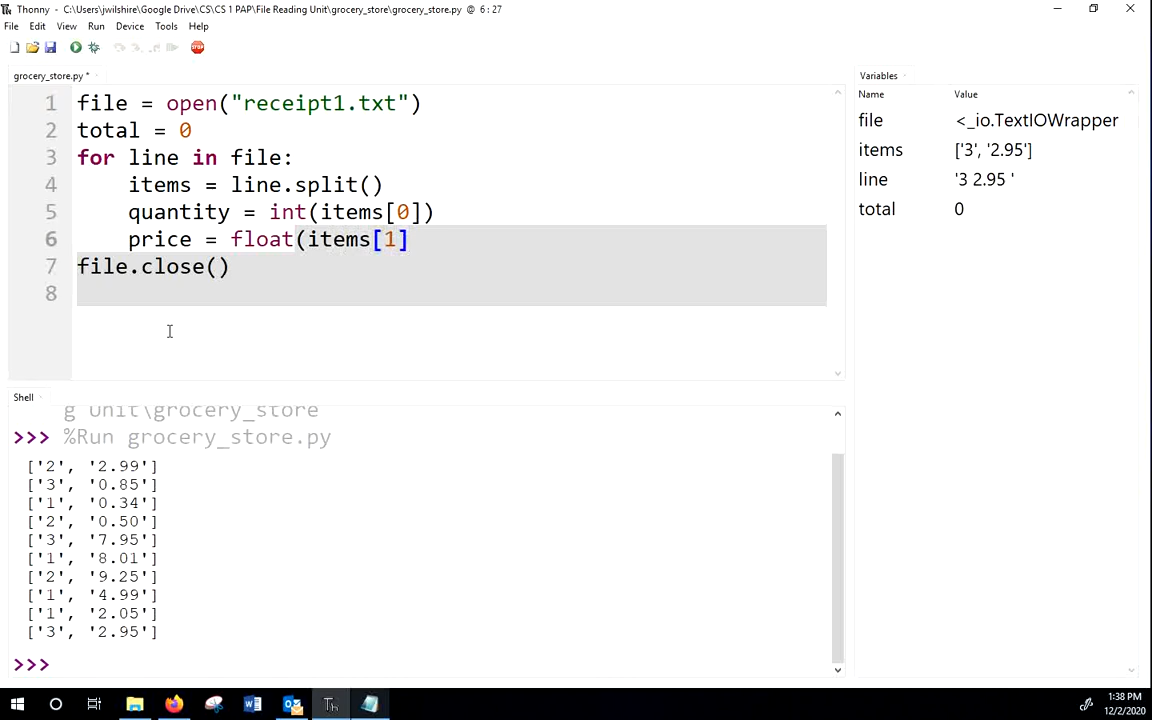 Thonny - C:\Users\jwilshire\Google Drive\CS\CS 1 PAP\File Reading Unit\grocery_store\grocery_store.py @ 6 : 27
File Edit View Run Device Tools Help
STOP
grocery_store.py *
1 file = open("receipt1.txt")
2 total = 0
3 for line in file:
4 items = line.split()
5 quantity = int(items[0])
6 price = float(items[1]
7 file.close()
8
Variables
Name Value
file <_io.TextIOWrapper
items ['3', '2.95']
line '3 2.95 '
total 0
Shell
g Unit\grocery_store
>>> %Run grocery_store.py
['2', '2.99']
['3', '0.85']
['1', '0.34']
['2', '0.50']
['3', '7.95']
['1', '8.01']
['2', '9.25']
['1', '4.99']
['1', '2.05']
['3', '2.95']
>>>
1:38 PM
12/2/2020